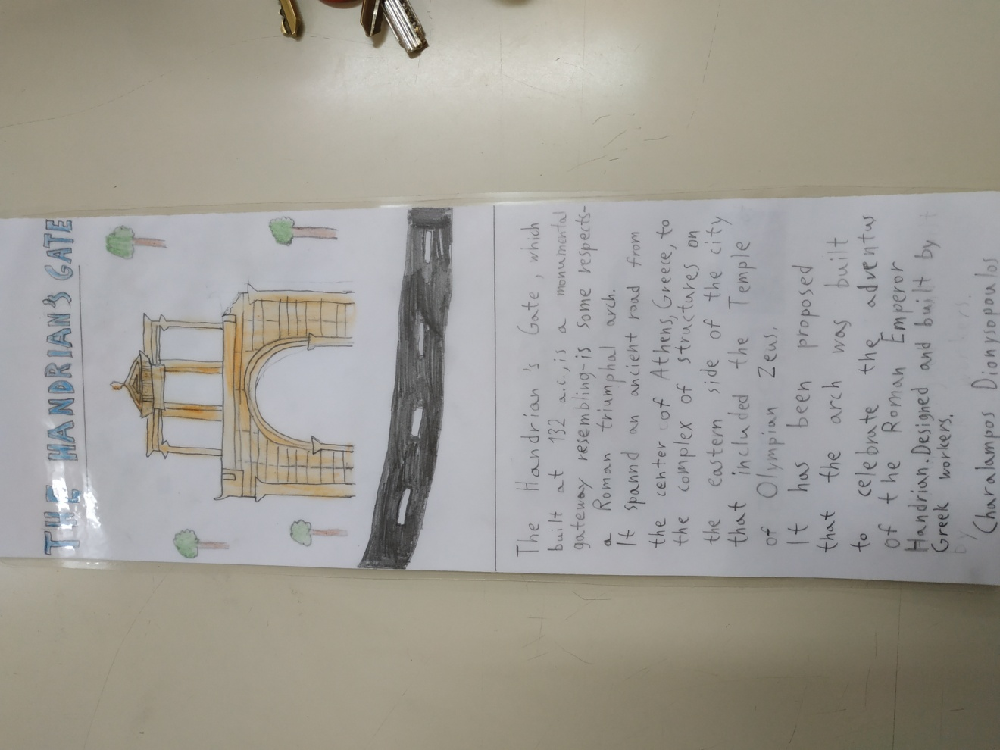 THE HANDRIAN'S GATE
The Handrian's Gate, which
built at 132 a.c., is a monumental
gateway resembling-is some respects-
a Roman triumphal arch.
It spannd an ancient road from
the center of Athens, Greece, to
the complex of structures on
the eastern side of the city
that included the Temple
of Olympian Zeus.
It has been proposed
that the arch was built
to celebrate the adventus
of the Roman Emperor
Handrian. Designed and built by
Greek workers.
by
Charalampos Dionysopoulos